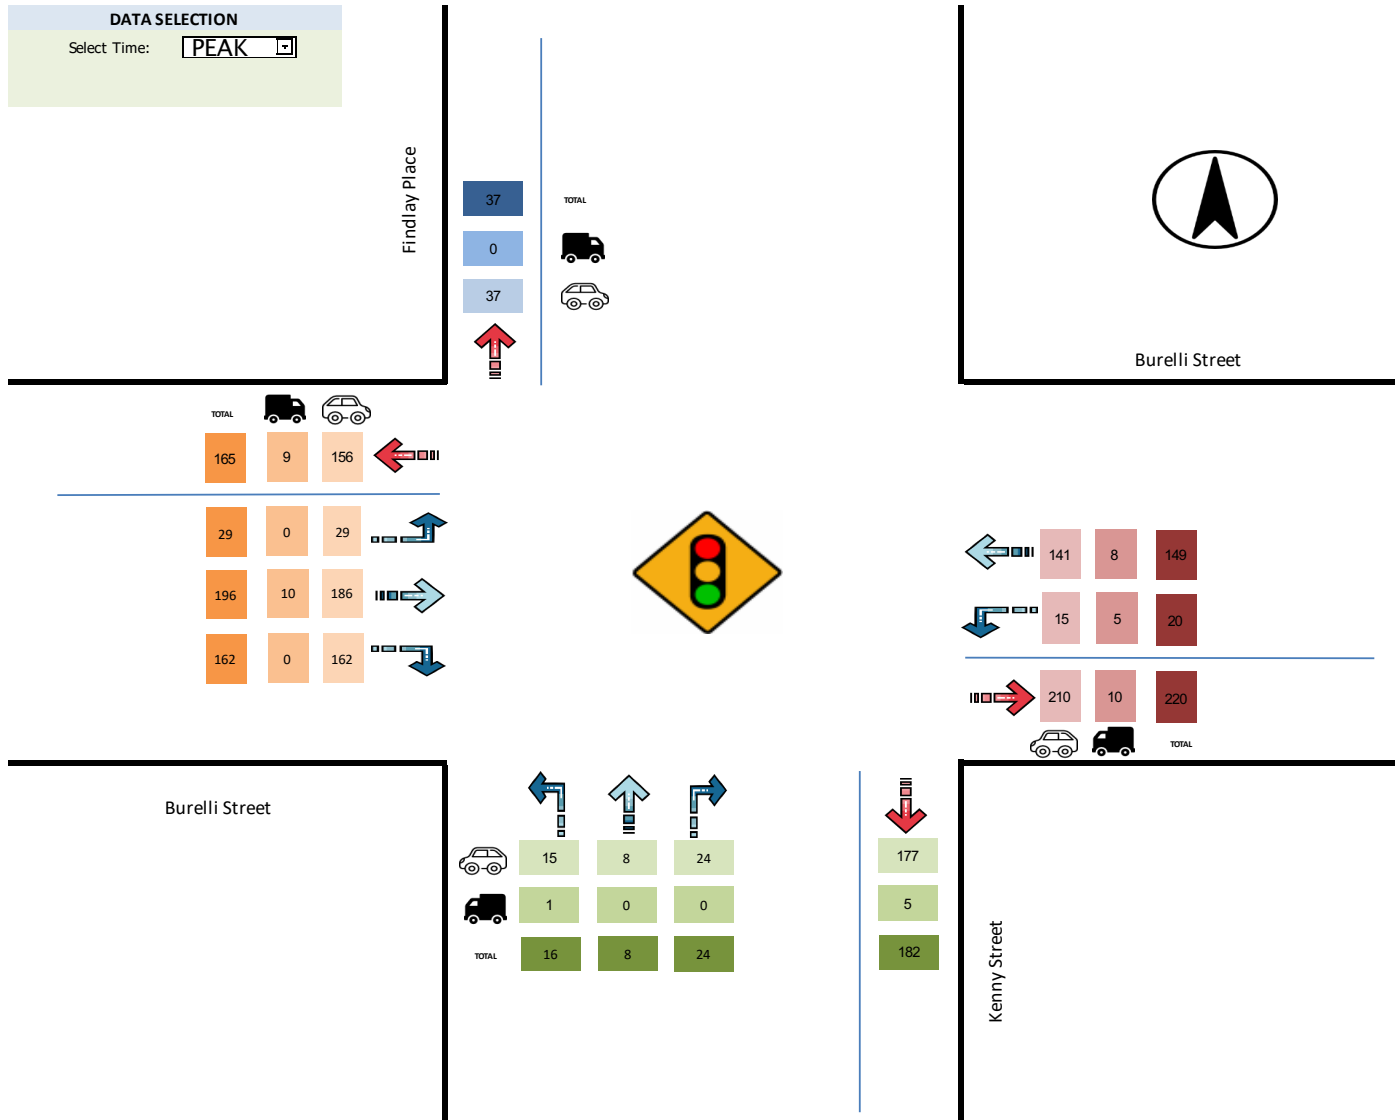 DATA SELECTION
Select Time: PEAK
Findlay Place
37 TOTAL
0
37
Burelli Street
TOTAL
165 9 156
29 0 29
196 10 186
162 0 162
141 8 149
15 5 20
210 10 220
TOTAL
Burelli Street
15 8 24
1 0 0
TOTAL 16 8 24
177
5
182
Kenny Street